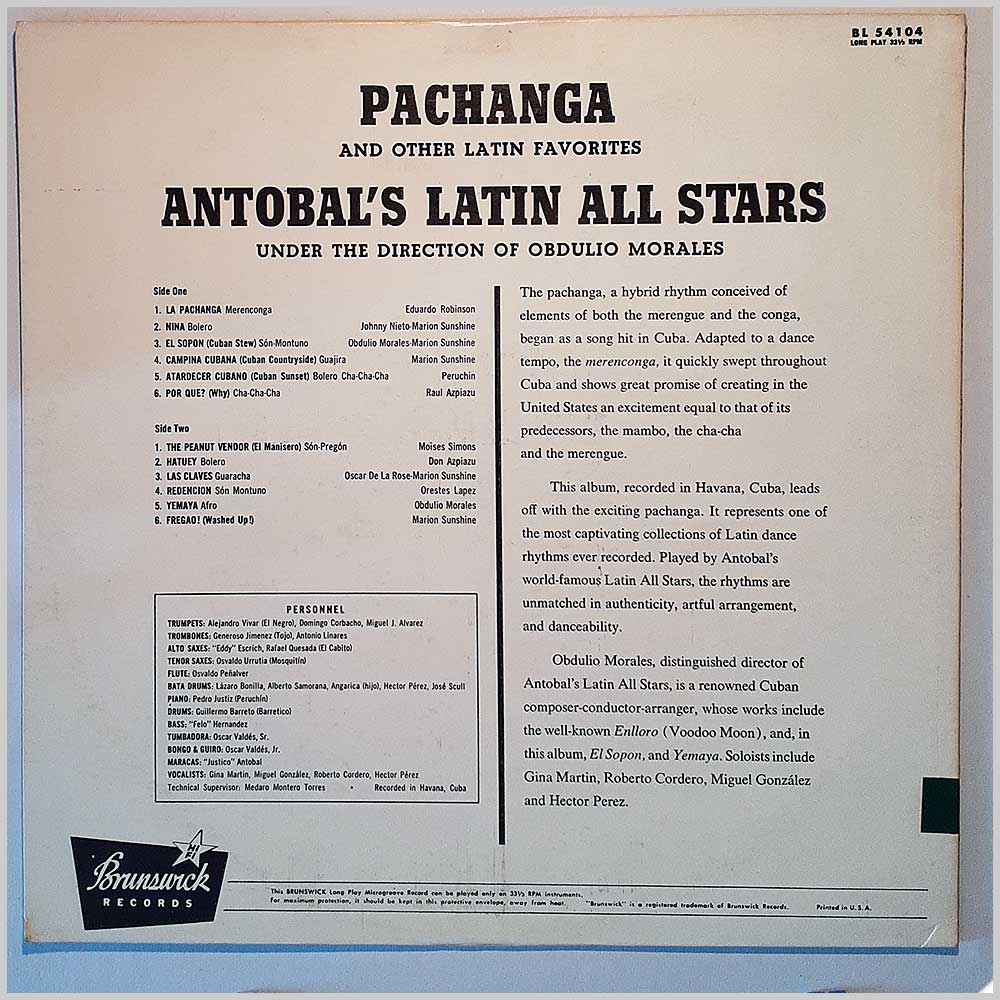 BL 54104
LONG PLAY 33⅓ RPM
PACHANGA
AND OTHER LATIN FAVORITES
ANTOBAL'S LATIN ALL STARS
UNDER THE DIRECTION OF OBDULIO MORALES
Side One
1. LA PACHANGA Merenconga Eduardo Robinson
2. NINA Bolero Johnny Nieto-Marion Sunshine
3. EL SOPON (Cuban Stew) Són-Montuno Obdulio Morales-Marion Sunshine
4. CAMPINA CUBANA (Cuban Countryside) Guajira Marion Sunshine
5. ATARDECER CUBANO (Cuban Sunset) Bolero Cha-Cha-Cha Peruchin
6. POR QUE? (Why) Cha-Cha-Cha Raul Azpiazu
Side Two
1. THE PEANUT VENDOR (El Manisero) Són-Pregón Moises Simons
2. HATUEY Bolero Don Azpiazu
3. LAS CLAVES Guaracha Oscar De La Rose-Marion Sunshine
4. REDENCION Són Montuno Orestes Lapez
5. YEMAYA Afro Obdulio Morales
6. FREGAO! (Washed Up!) Marion Sunshine
PERSONNEL
TRUMPETS: Alejandro Vivar (El Negro), Domingo Corbacho, Miguel J. Alvarez
TROMBONES: Generoso Jimenez (Tojo), Antonio Linares
ALTO SAXES: "Eddy" Escrich, Rafael Quesada (El Cabito)
TENOR SAXES: Osvaldo Urrutia (Mosquitín)
FLUTE: Osvaldo Peñalver
BATA DRUMS: Lázaro Bonilla, Alberto Samorana, Angarica (hijo), Hector Pérez, José Scull
PIANO: Pedro Justiz (Peruchín)
DRUMS: Guillermo Barreto (Barretico)
BASS: "Felo" Hernandez
TUMBADORA: Oscar Valdés, Sr.
BONGO & GUIRO: Oscar Valdés, Jr.
MARACAS: "Justico" Antobal
VOCALISTS: Gina Martin, Miguel González, Roberto Cordero, Hector Pérez
Technical Supervisor: Medaro Montero Torres • Recorded in Havana, Cuba
The pachanga, a hybrid rhythm conceived of
elements of both the merengue and the conga,
began as a song hit in Cuba. Adapted to a dance
tempo, the merenconga, it quickly swept throughout
Cuba and shows great promise of creating in the
United States an excitement equal to that of its
predecessors, the mambo, the cha-cha
and the merengue.
This album, recorded in Havana, Cuba, leads
off with the exciting pachanga. It represents one of
the most captivating collections of Latin dance
rhythms ever recorded. Played by Antobal's
world-famous Latin All Stars, the rhythms are
unmatched in authenticity, artful arrangement,
and danceability.
Obdulio Morales, distinguished director of
Antobal's Latin All Stars, is a renowned Cuban
composer-conductor-arranger, whose works include
the well-known Enlloro (Voodoo Moon), and, in
this album, El Sopon, and Yemaya. Soloists include
Gina Martin, Roberto Cordero, Miguel González
and Hector Perez.
HI FI
Brunswick
RECORDS
This BRUNSWICK Long Play Microgroove Record can be played only on 33⅓ RPM instruments.
For maximum protection, it should be kept in this protective envelope, away from heat. "Brunswick" is a registered trademark of Brunswick Records. Printed in U.S.A.